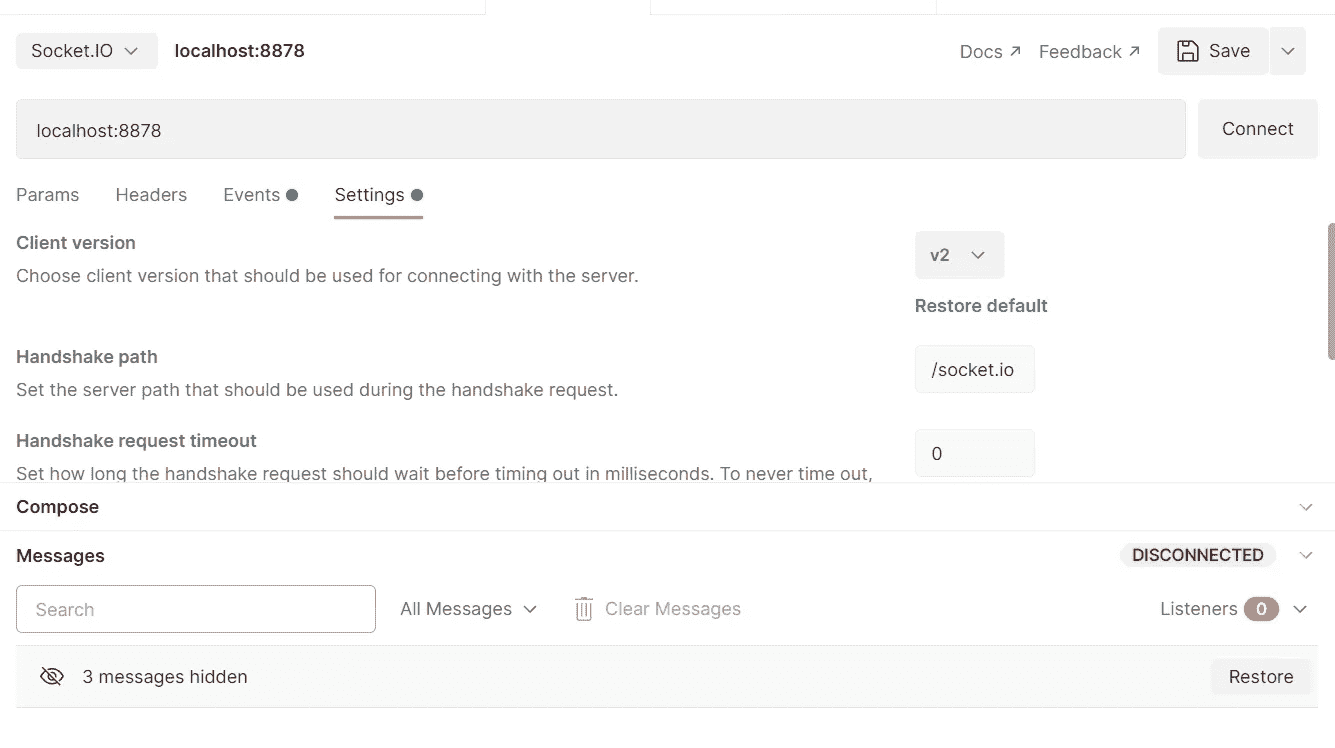 Socket.IO localhost:8878 Docs ↗ Feedback ↗ Save
localhost:8878 Connect
Params Headers Events Settings
Client version
Choose client version that should be used for connecting with the server.
v2
Restore default
Handshake path
Set the server path that should be used during the handshake request.
/socket.io
Handshake request timeout
Set how long the handshake request should wait before timing out in milliseconds. To never time out,
0
Compose
Messages DISCONNECTED
Search All Messages Clear Messages Listeners 0
3 messages hidden Restore